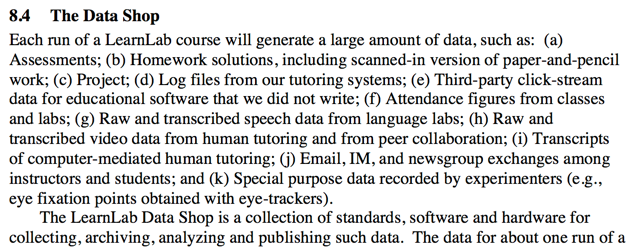 8.4 The Data Shop
Each run of a LearnLab course will generate a large amount of data, such as: (a)
Assessments; (b) Homework solutions, including scanned-in version of paper-and-pencil
work; (c) Project; (d) Log files from our tutoring systems; (e) Third-party click-stream
data for educational software that we did not write; (f) Attendance figures from classes
and labs; (g) Raw and transcribed speech data from language labs; (h) Raw and
transcribed video data from human tutoring and from peer collaboration; (i) Transcripts
of computer-mediated human tutoring; (j) Email, IM, and newsgroup exchanges among
instructors and students; and (k) Special purpose data recorded by experimenters (e.g.,
eye fixation points obtained with eye-trackers).
The LearnLab Data Shop is a collection of standards, software and hardware for
collecting, archiving, analyzing and publishing such data. The data for about one run of a